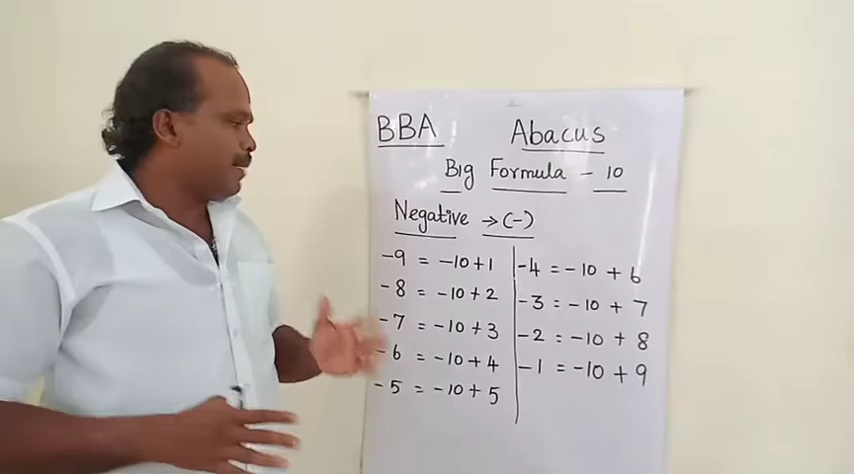 BBA Abacus
Big Formula - 10
Negative → (-)
-9 = -10+1
-8 = -10+2
-7 = -10+3
-6 = -10+4
-5 = -10+5
-4 = -10+6
-3 = -10+7
-2 = -10+8
-1 = -10+9